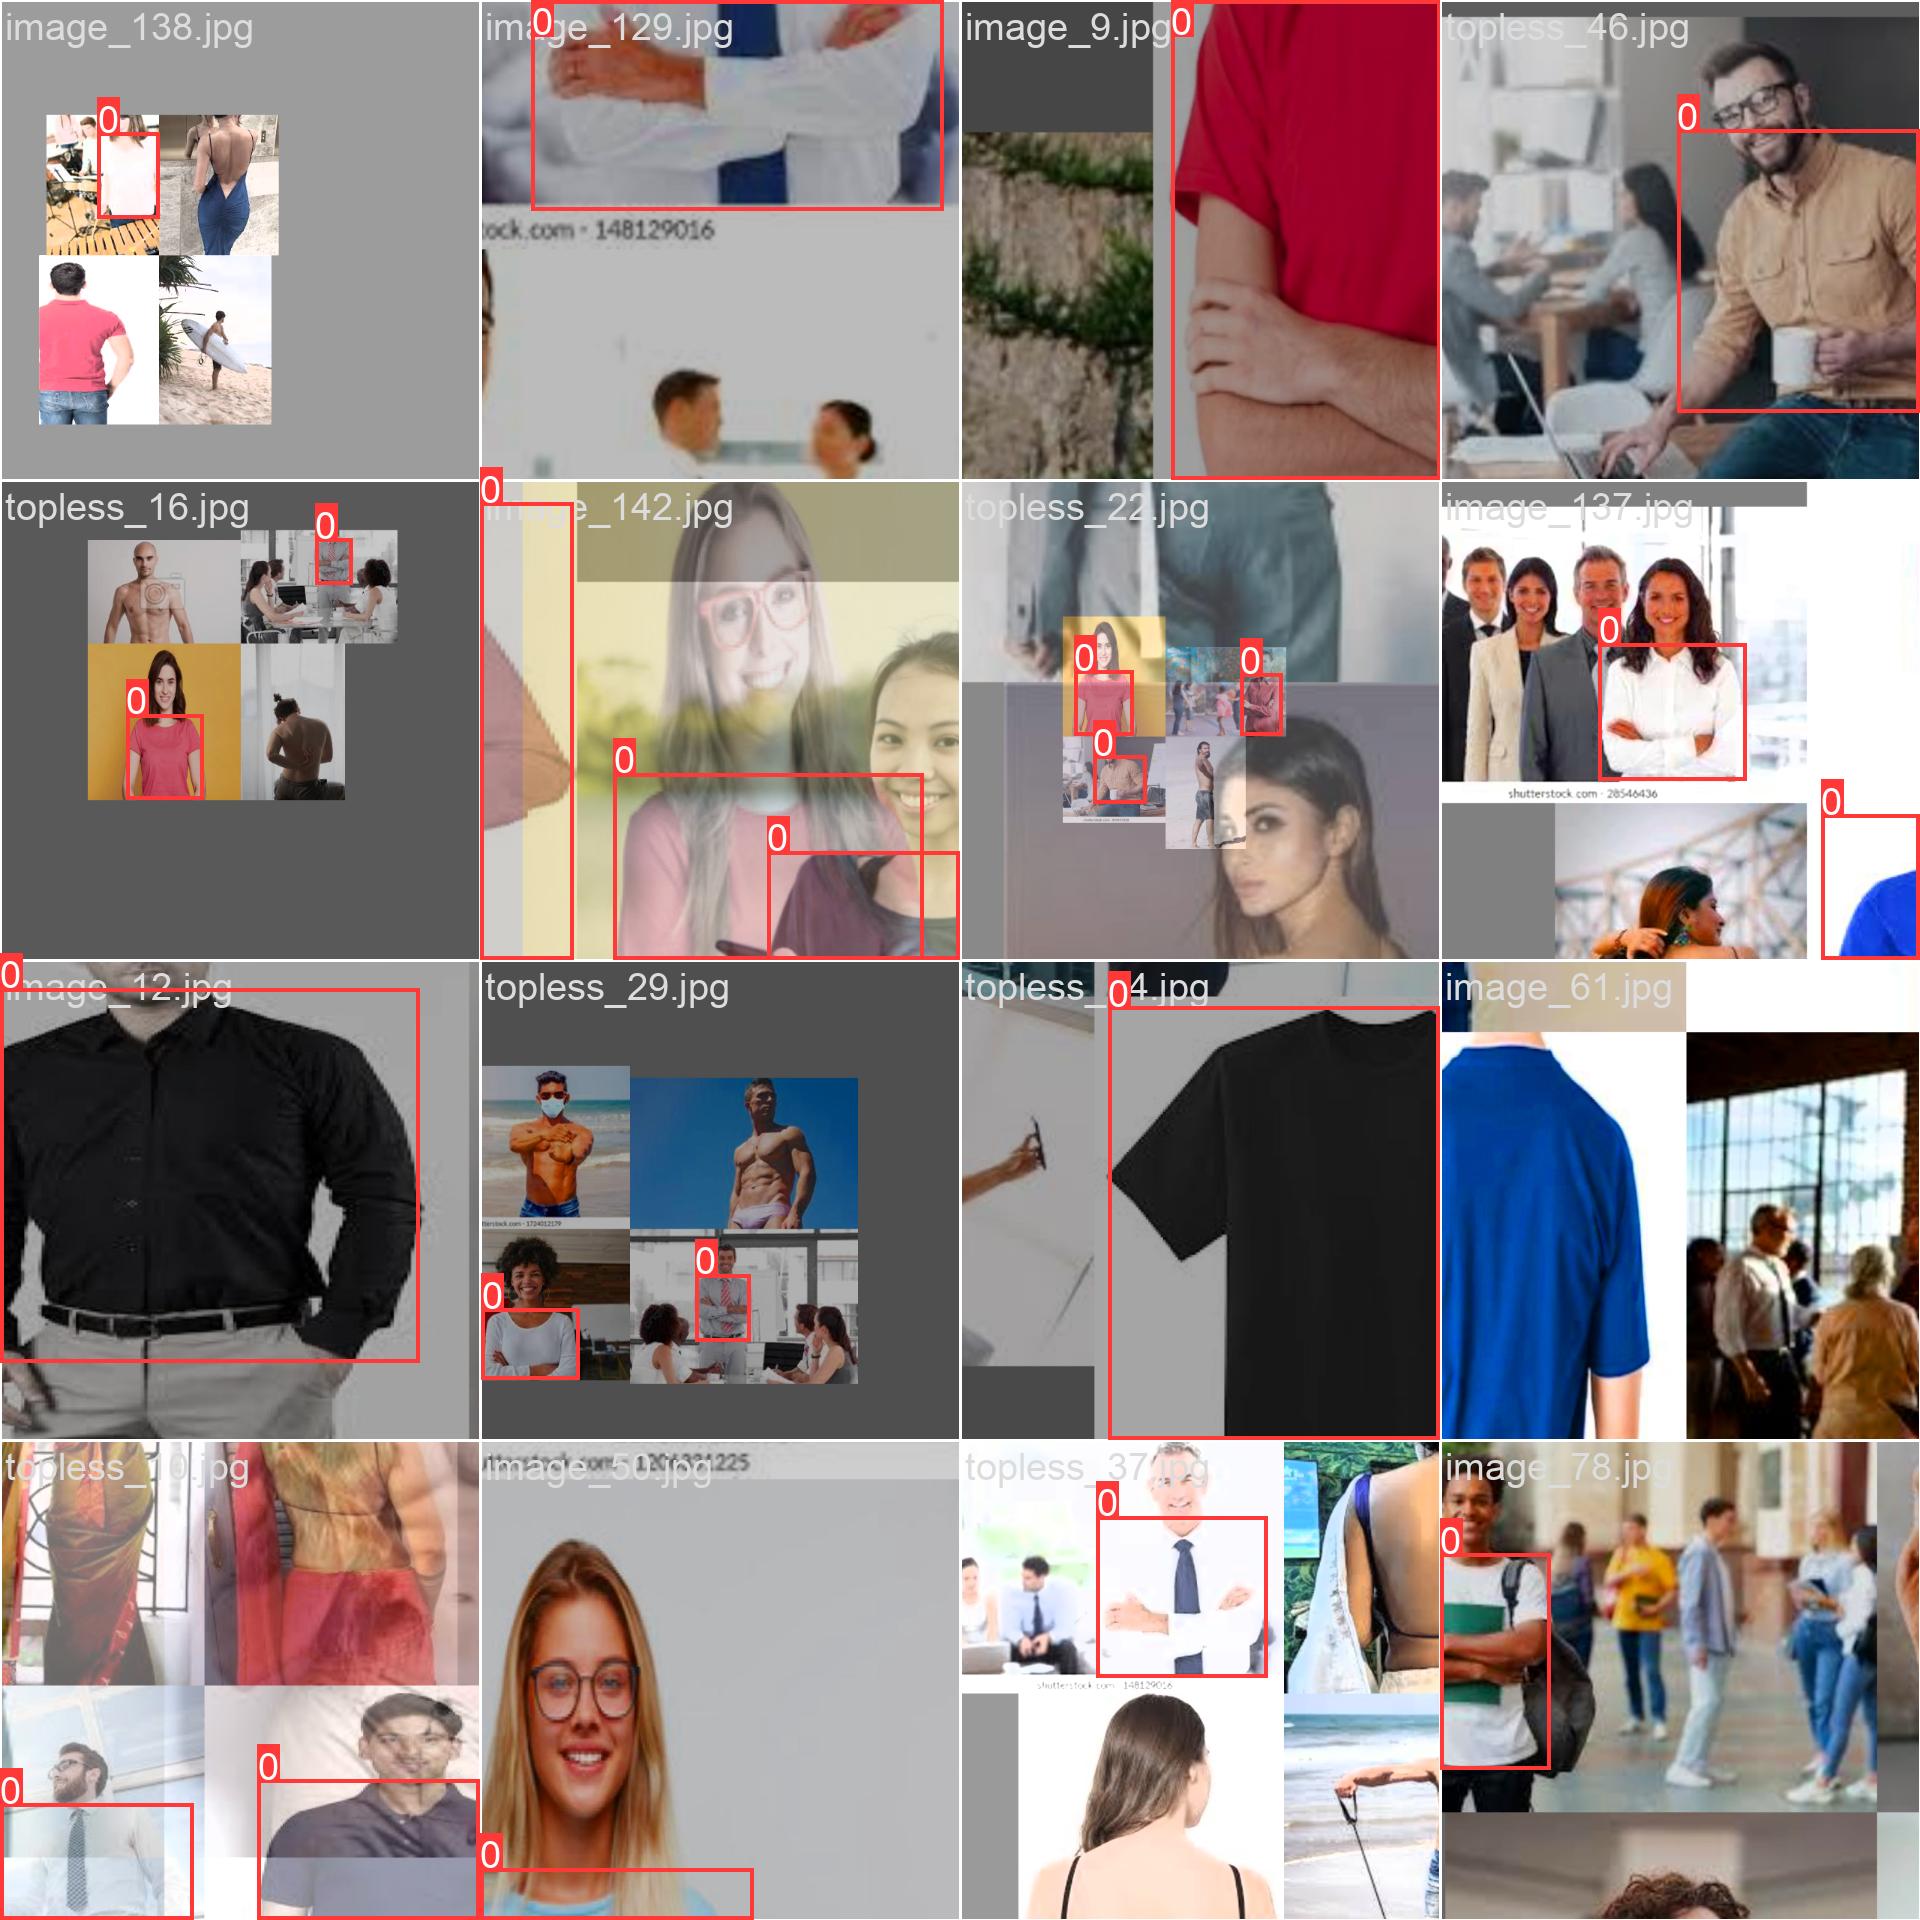 image_138.jpg
0
image_129.jpg
0
ock.com · 148129016
image_9.jpg
0
topless_46.jpg
0
topless_16.jpg
0
0
image_142.jpg
0
0
0
topless_22.jpg
0
0
0
image_137.jpg
0
shutterstock.com · 28546436
0
image_12.jpg
0
topless_29.jpg
terstock.com · 1724012179
0
0
0
image_61.jpg
topless_10.jpg
0
0
image_50.jpg
0
topless_37.jpg
0
shutterstock.com · 148129016
image_78.jpg
0